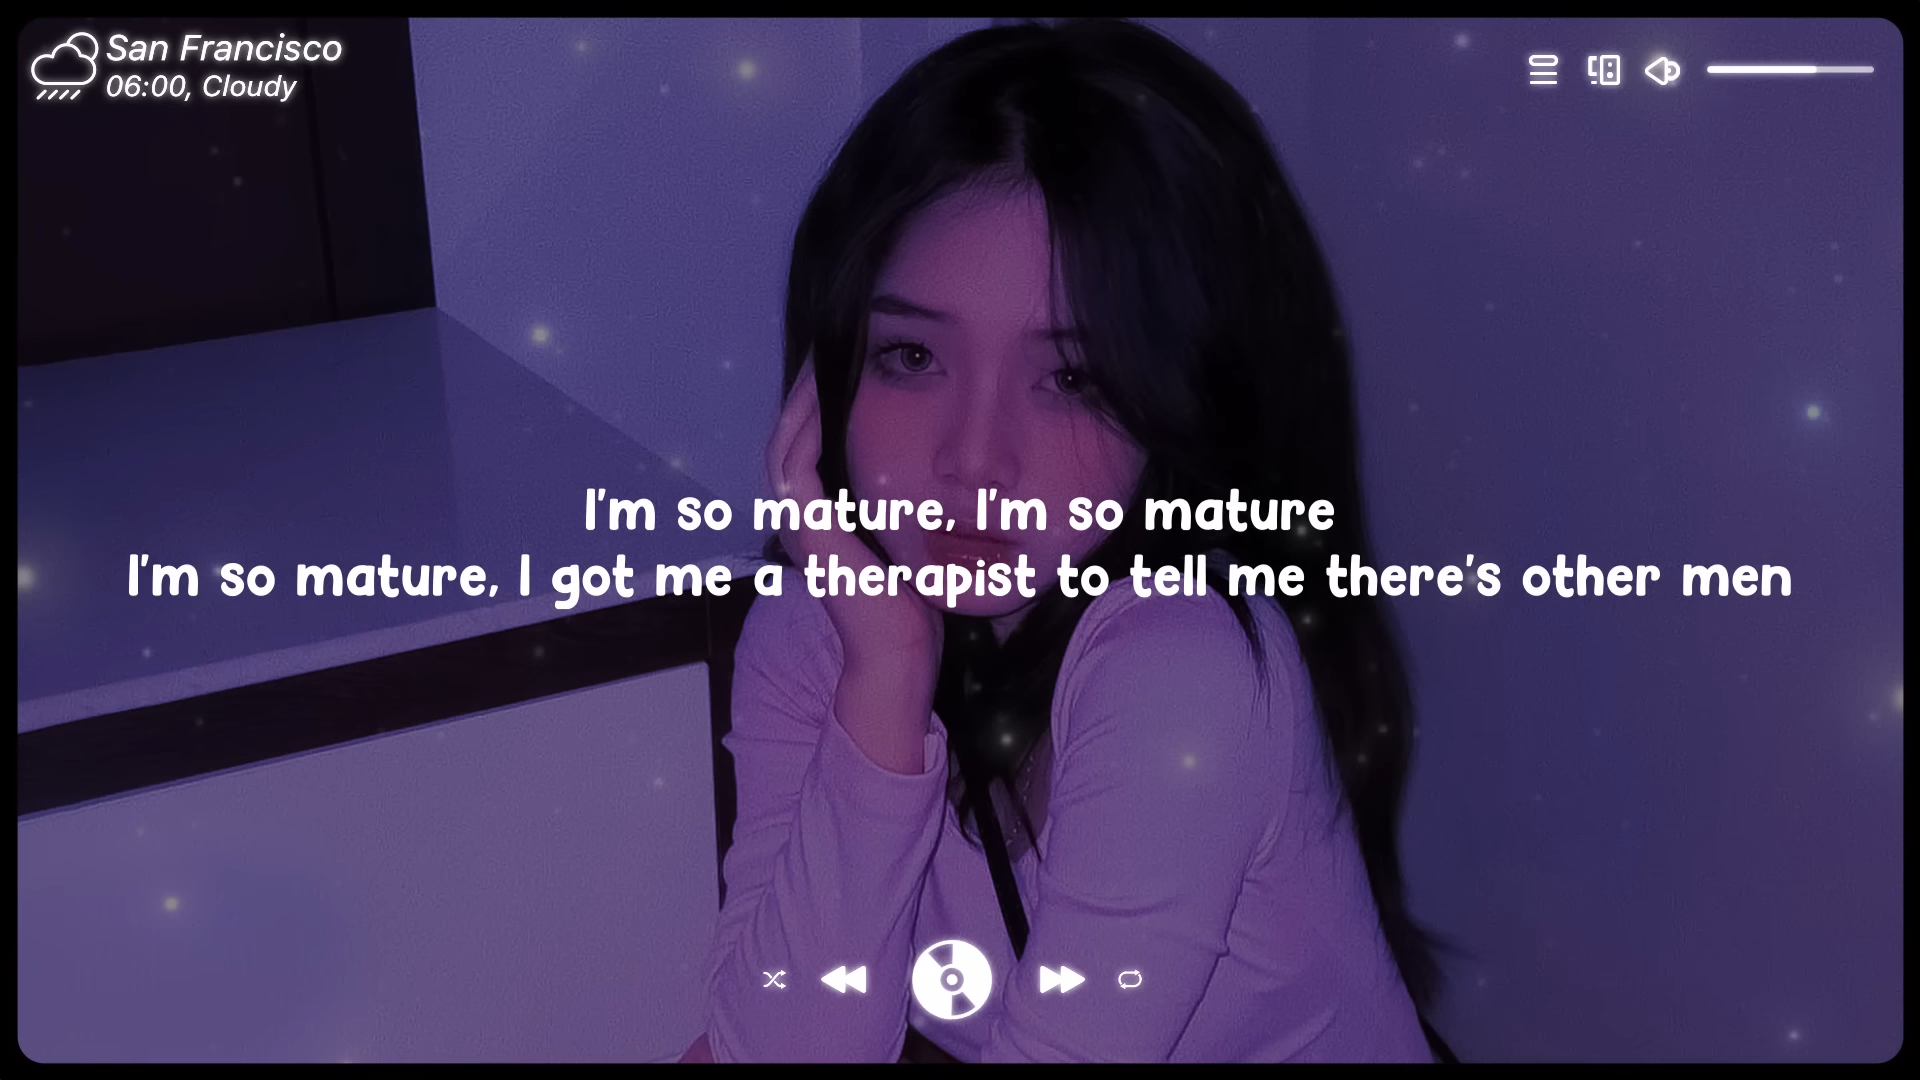 San Francisco
06:00, Cloudy
I'm so mature, I'm so mature
I'm so mature, I got me a therapist to tell me there's other men